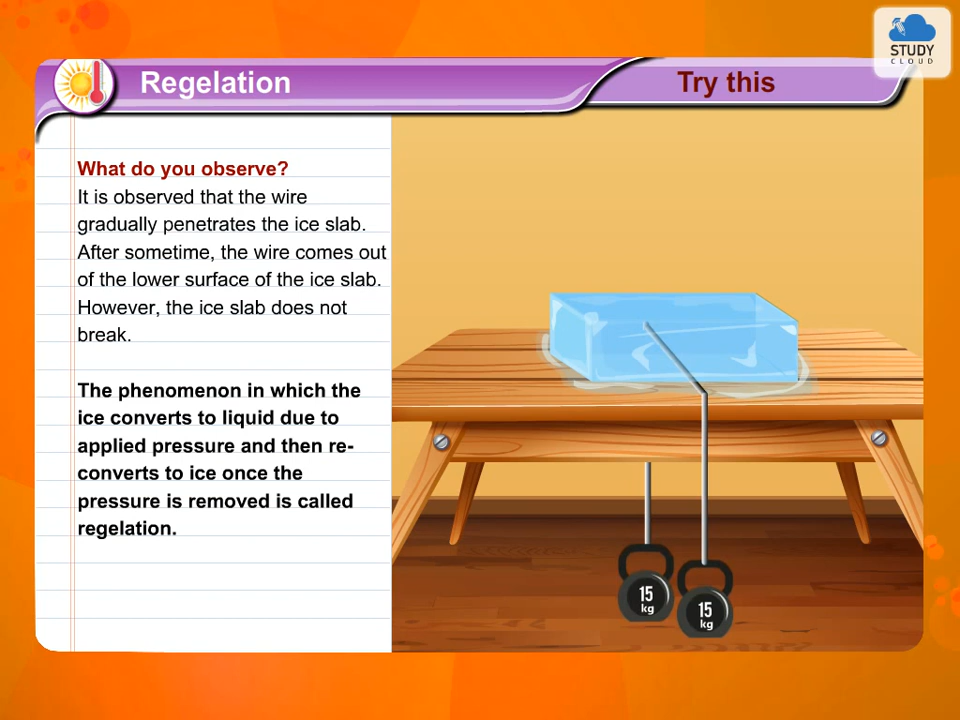 STUDY
CLOUD
Regelation
Try this
What do you observe?
It is observed that the wire
gradually penetrates the ice slab.
After sometime, the wire comes out
of the lower surface of the ice slab.
However, the ice slab does not
break.
The phenomenon in which the
ice converts to liquid due to
applied pressure and then re-
converts to ice once the
pressure is removed is called
regelation.
15
kg
15
kg